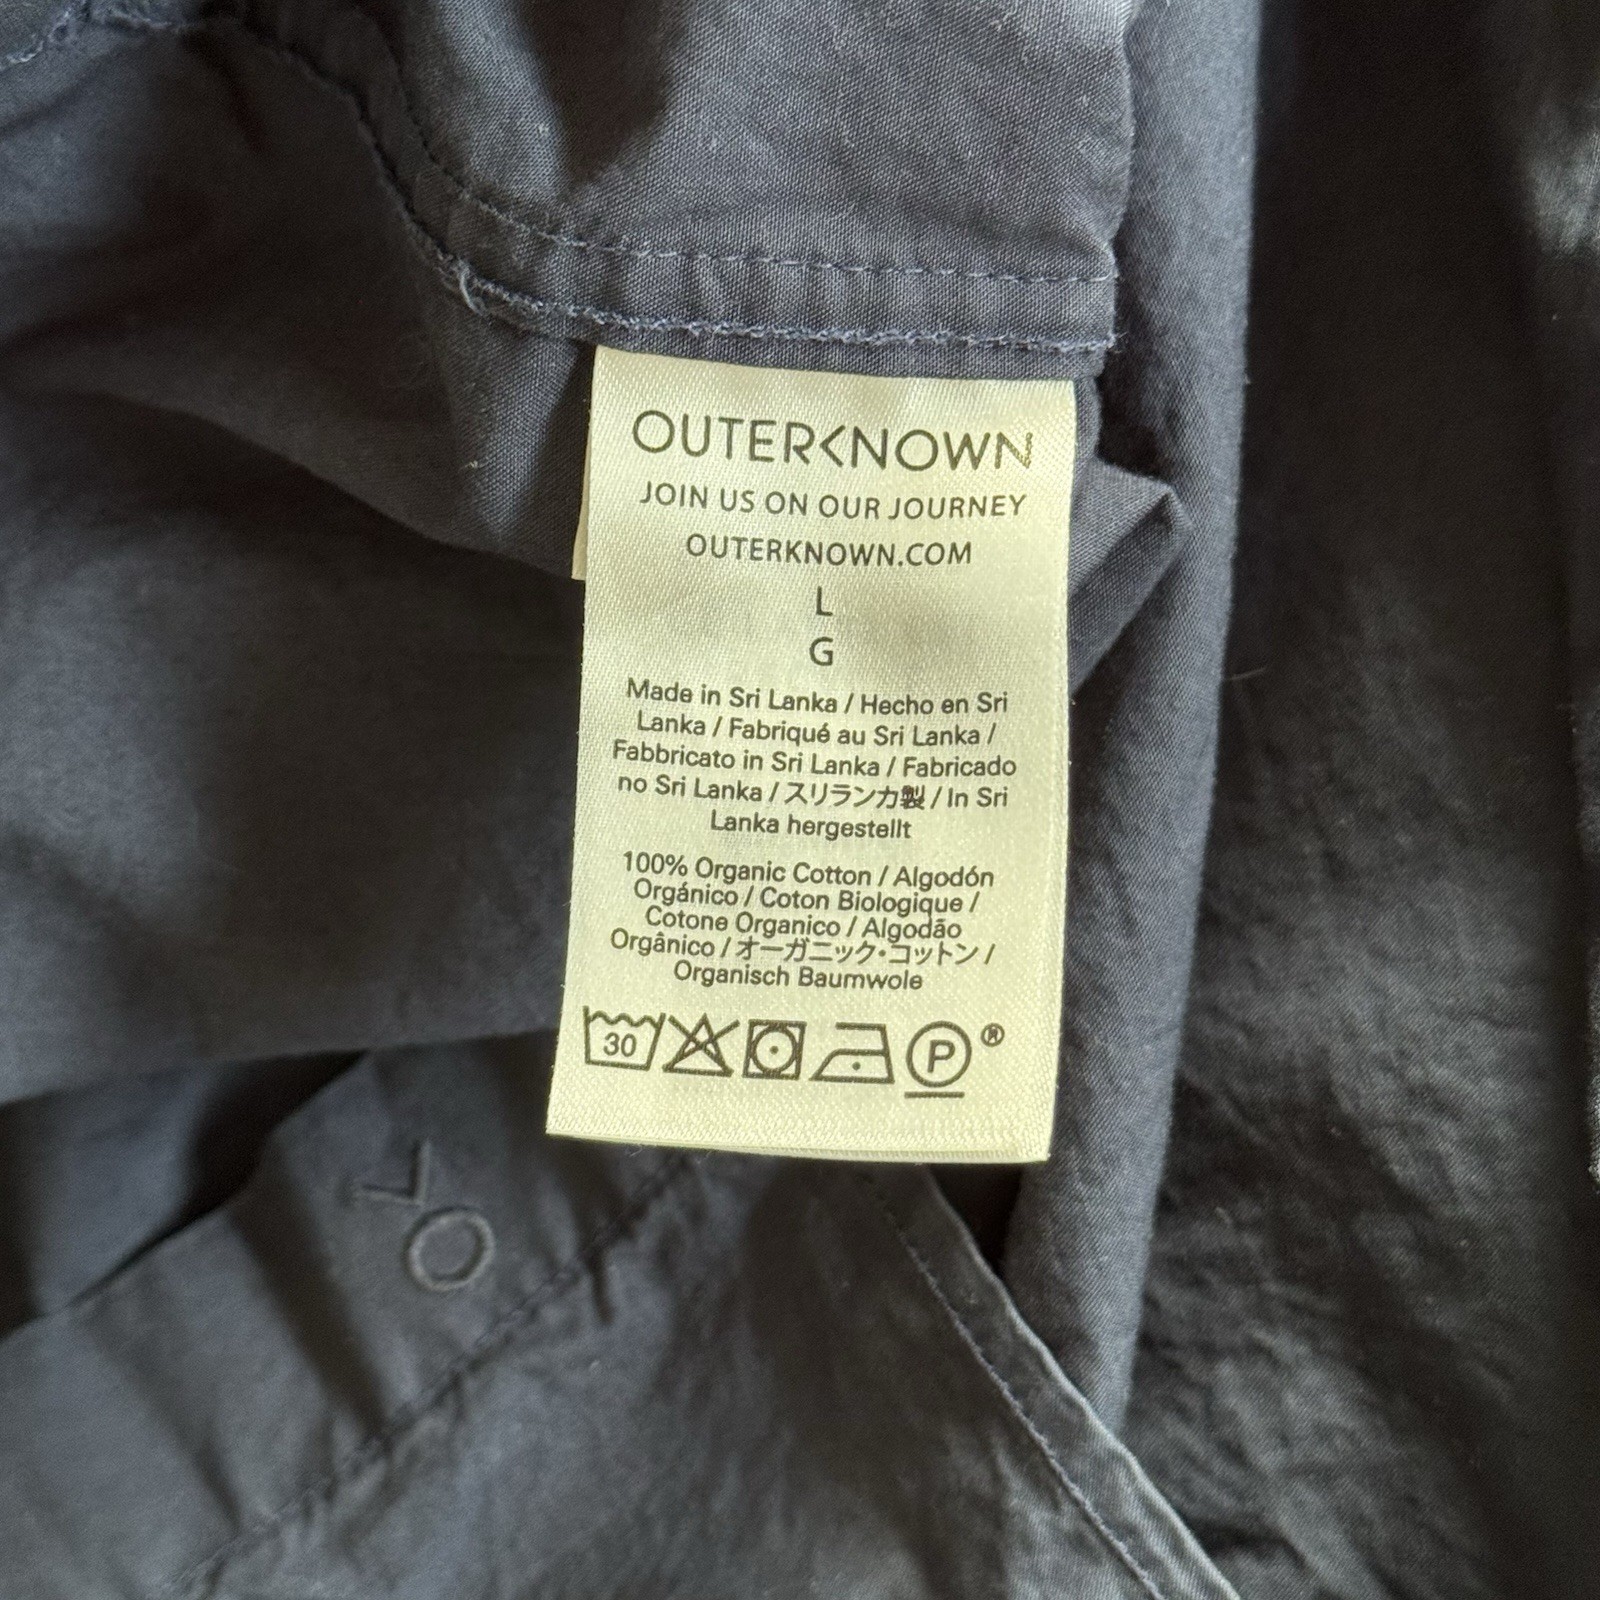 OUTERKNOWN
JOIN US ON OUR JOURNEY
OUTERKNOWN.COM
L
G
Made in Sri Lanka / Hecho en Sri
Lanka / Fabriqué au Sri Lanka /
Fabbricato in Sri Lanka / Fabricado
no Sri Lanka / スリランカ製 / In Sri
Lanka hergestellt
100% Organic Cotton / Algodón
Orgánico / Coton Biologique /
Cotone Organico / Algodão
Orgânico / オーガニック・コットン /
Organisch Baumwole
30 P ®
OK